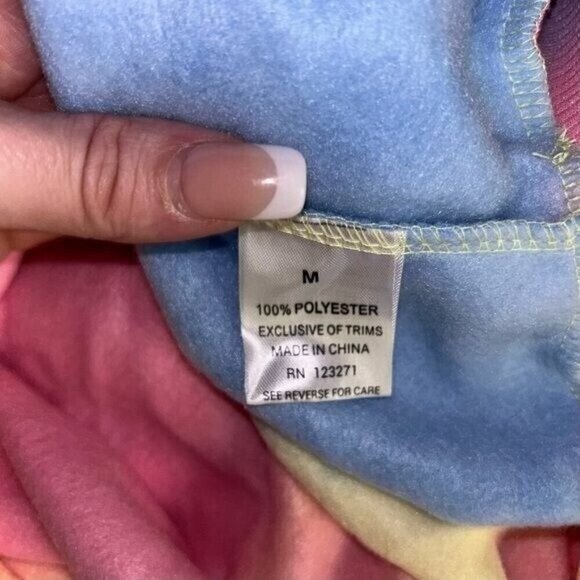 M
100% POLYESTER
EXCLUSIVE OF TRIMS
MADE IN CHINA
RN 123271
SEE REVERSE FOR CARE